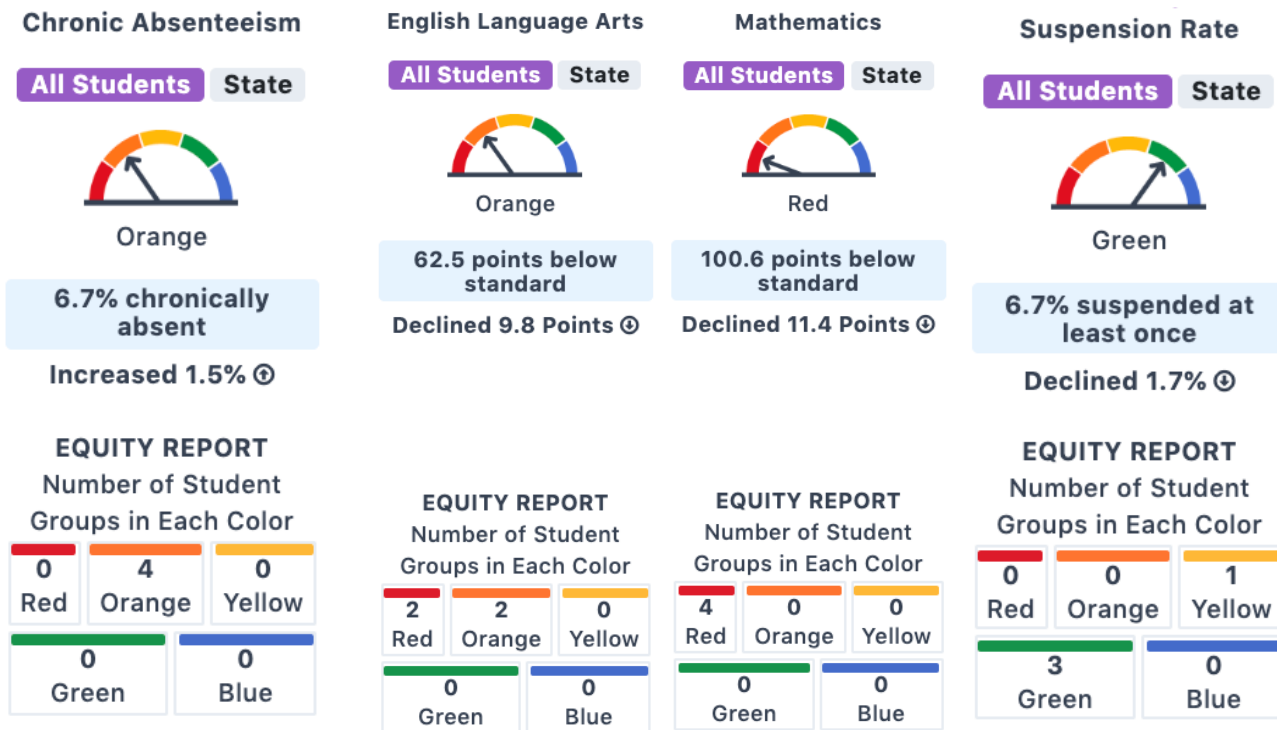 Chronic Absenteeism
All Students State
Orange
6.7% chronically
absent
Increased 1.5%
EQUITY REPORT
Number of Student
Groups in Each Color
0 4 0
Red Orange Yellow
0 0
Green Blue
English Language Arts
All Students State
Orange
62.5 points below
standard
Declined 9.8 Points
EQUITY REPORT
Number of Student
Groups in Each Color
2 2 0
Red Orange Yellow
0 0
Green Blue
Mathematics
All Students State
Red
100.6 points below
standard
Declined 11.4 Points
EQUITY REPORT
Number of Student
Groups in Each Color
4 0 0
Red Orange Yellow
0 0
Green Blue
Suspension Rate
All Students State
Green
6.7% suspended at
least once
Declined 1.7%
EQUITY REPORT
Number of Student
Groups in Each Color
0 0 1
Red Orange Yellow
3 0
Green Blue